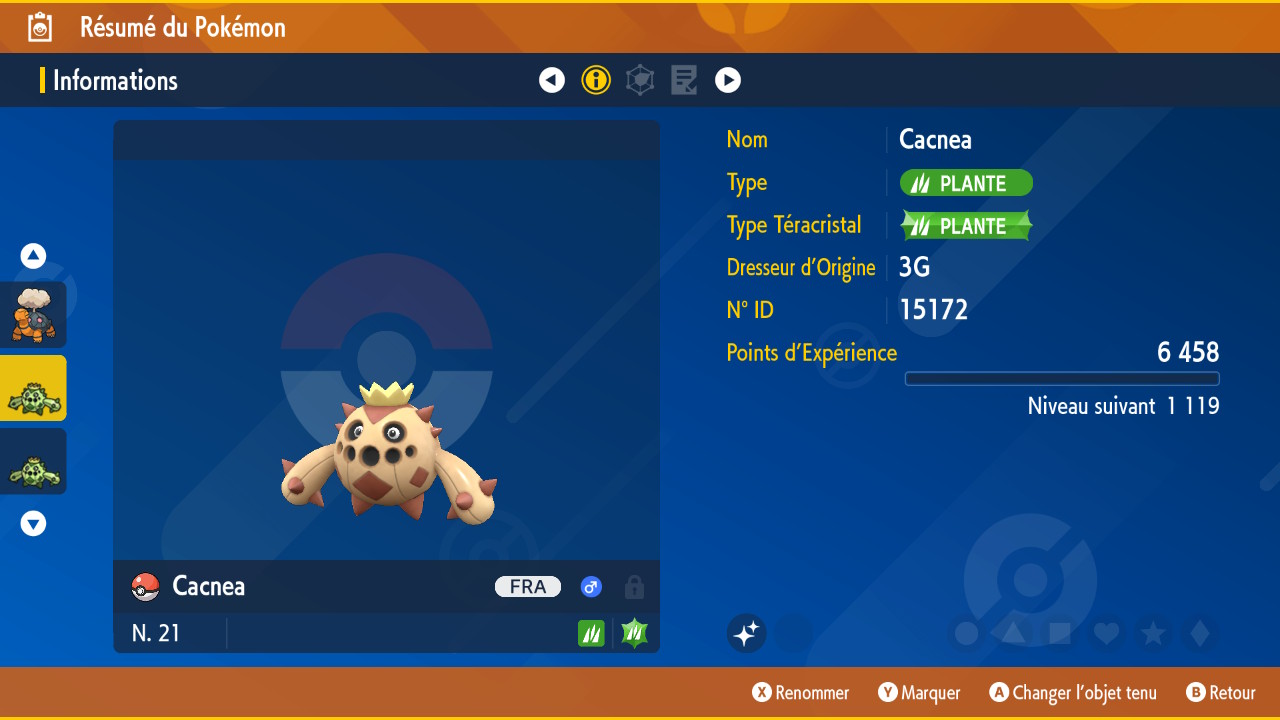 Résumé du Pokémon
Informations
Nom Cacnea
Type PLANTE
Type Téracristal PLANTE
Dresseur d'Origine 3G
N° ID 15172
Points d'Expérience 6 458
Niveau suivant 1 119
Cacnea FRA
N. 21
X Renommer Y Marquer A Changer l'objet tenu B Retour